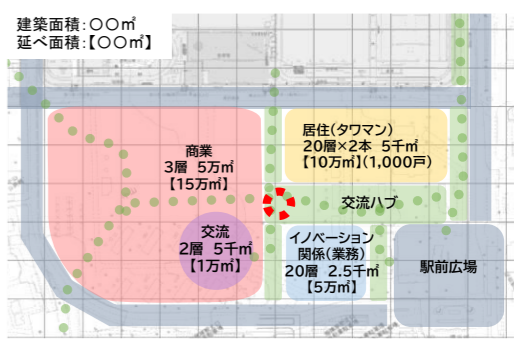 建築面積:〇〇㎡
延べ面積:【〇〇㎡】
商業
3層 5万㎡
【15万㎡】
居住(タワマン)
20層×2本 5千㎡
【10万㎡】(1,000戸)
交流ハブ
交流
2層 5千㎡
【1万㎡】
イノベーション
関係(業務)
20層 2.5千㎡
【5万㎡】
駅前広場